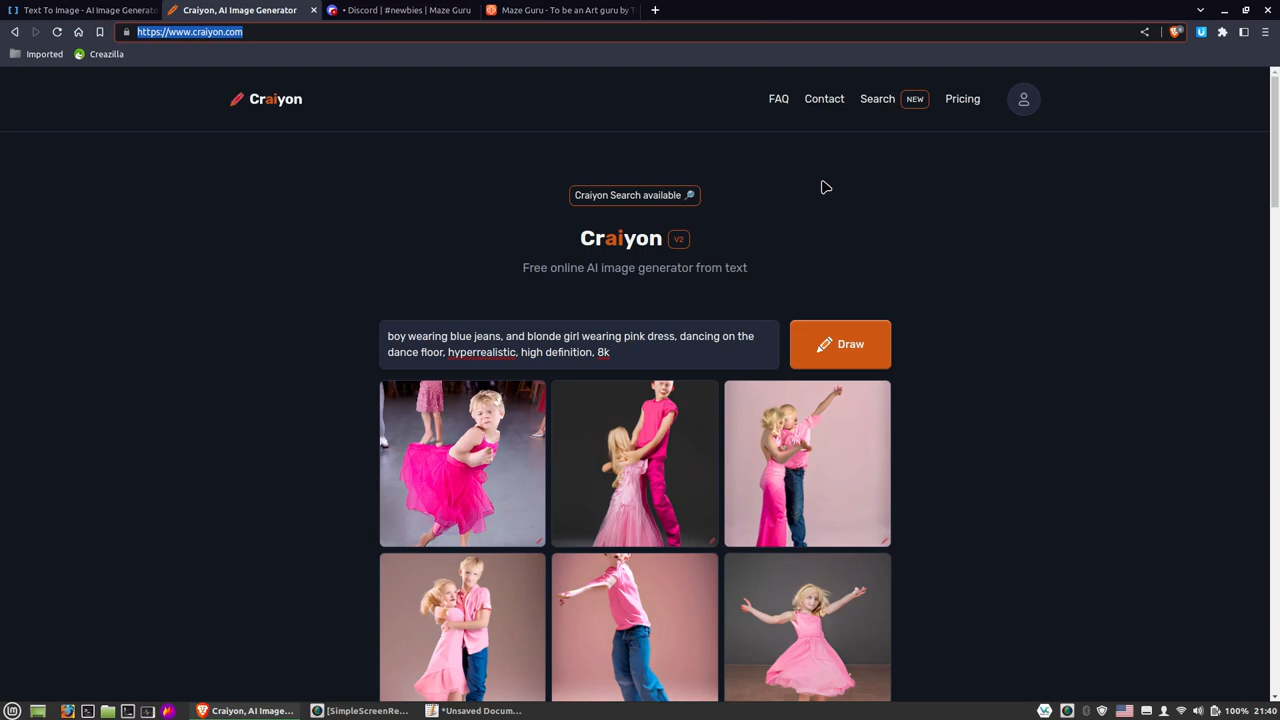 Text To Image - AI Image Generato
Craiyon, AI Image Generator
• Discord | #newbies | Maze Guru
Maze Guru - To be an Art guru by T
https://www.craiyon.com
Imported
Creazilla
Craiyon
FAQ
Contact
Search
NEW
Pricing
Craiyon Search available
Craiyon
V2
Free online AI image generator from text
boy wearing blue jeans, and blonde girl wearing pink dress, dancing on the
dance floor, hyperrealistic, high definition, 8k
Draw
Craiyon, AI Image...
[SimpleScreenRe...
*Unsaved Docum...
100%
21:40